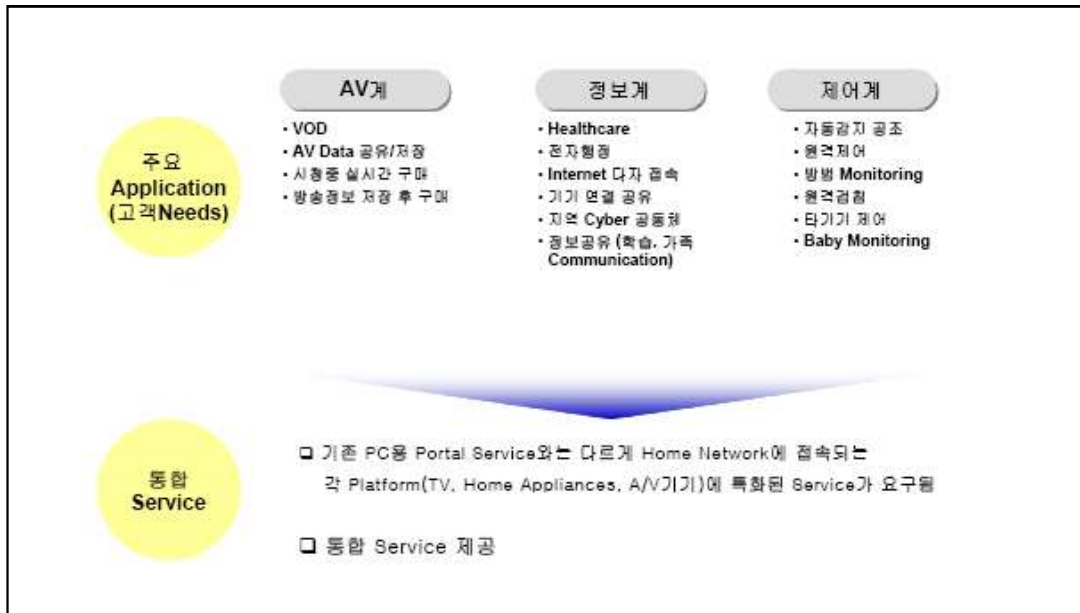 AV계
정보계
제어계
주요
Application
(고객Needs)
· VOD
· AV Data 공유/저장
· 시청중 실시간 구매
· 방송정보 저장 후 구매
· Healthcare
· 전자행정
· Internet 다자 접속
· 기기 연결 공유
· 지역 Cyber 공동체
· 정보공유 (학습, 가족
Communication)
· 자동감지 공조
· 원격제어
· 방범 Monitoring
· 원격검침
· 타기기 제어
· Baby Monitoring
통합
Service
❑ 기존 PC용 Portal Service와는 다르게 Home Network에 접속되는
각 Platform(TV, Home Appliances, A/V기기)에 특화된 Service가 요구됨
❑ 통합 Service 제공